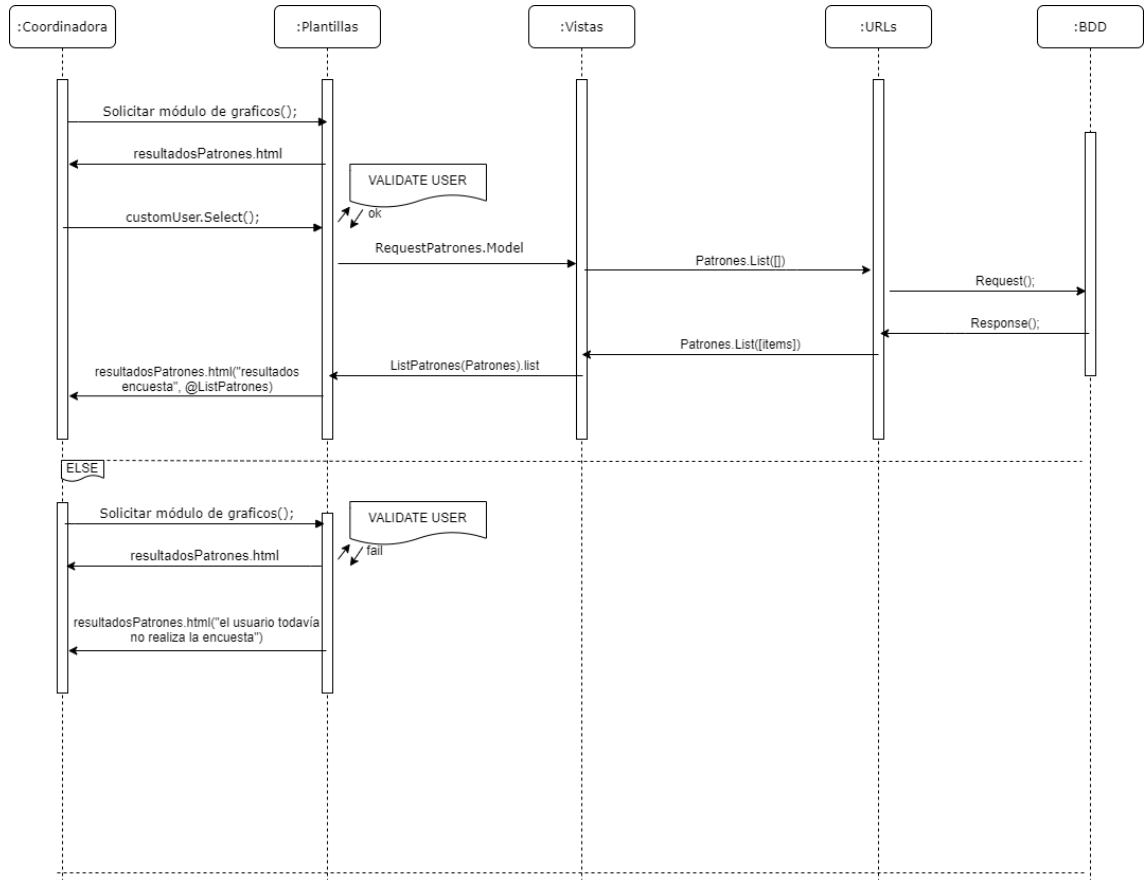 :Coordinadora
:Plantillas
:Vistas
:URLs
:BDD
Solicitar módulo de graficos();
resultadosPatrones.html
VALIDATE USER
ok
customUser.Select();
RequestPatrones.Model
Patrones.List([])
Request();
Response();
Patrones.List([items])
ListPatrones(Patrones).list
resultadosPatrones.html("resultados
encuesta", @ListPatrones)
ELSE
Solicitar módulo de graficos();
VALIDATE USER
fail
resultadosPatrones.html
resultadosPatrones.html("el usuario todavía
no realiza la encuesta")